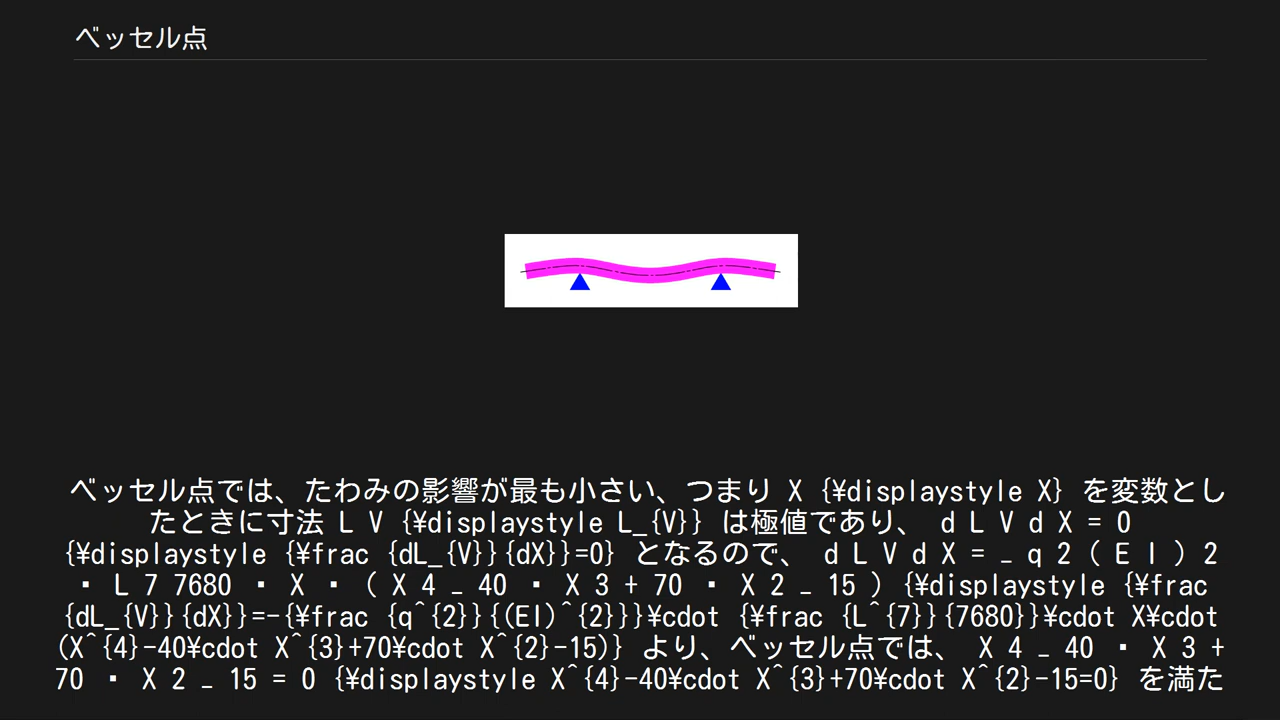 ベッセル点
ベッセル点では、たわみの影響が最も小さい、つまり X {¥displaystyle X} を変数とし
たときに寸法 L V {¥displaystyle L_{V}} は極値であり、 d L V d X = 0
{¥displaystyle {¥frac {dL_{V}}{dX}}=0} となるので、 d L V d X = − q 2 ( E I ) 2
⋅ L 7 7680 ⋅ X ⋅ ( X 4 − 40 ⋅ X 3 + 70 ⋅ X 2 − 15 ) {¥displaystyle {¥frac
{dL_{V}}{dX}}=-{¥frac {q^{2}}{(EI)^{2}}}¥cdot {¥frac {L^{7}}{7680}}¥cdot X¥cdot
(X^{4}-40¥cdot X^{3}+70¥cdot X^{2}-15)} より、ベッセル点では、 X 4 − 40 ⋅ X 3 +
70 ⋅ X 2 − 15 = 0 {¥displaystyle X^{4}-40¥cdot X^{3}+70¥cdot X^{2}-15=0} を満た